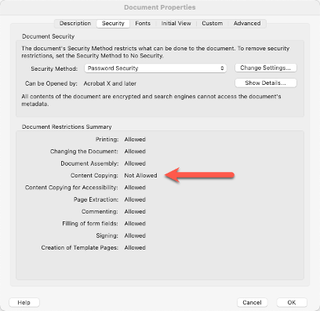 Document Properties
Description Security Fonts Initial View Custom Advanced
Document Security
The document's Security Method restricts what can be done to the document. To remove security
restrictions, set the Security Method to No Security.
Security Method: Password Security Change Settings...
Can be Opened by: Acrobat X and later Show Details...
All contents of the document are encrypted and search engines cannot access the document's
metadata.
Document Restrictions Summary
Printing: Allowed
Changing the Document: Allowed
Document Assembly: Allowed
Content Copying: Not Allowed
Content Copying for Accessibility: Allowed
Page Extraction: Allowed
Commenting: Allowed
Filling of form fields: Allowed
Signing: Allowed
Creation of Template Pages: Allowed
Help Cancel OK